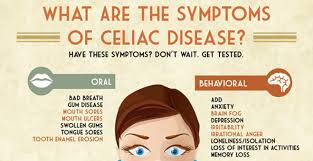 WHAT ARE THE SYMPTOMS
OF CELIAC DISEASE?
HAVE THESE SYMPTOMS? DON'T WAIT. GET TESTED.
ORAL
BAD BREATH
GUM DISEASE
MOUTH SORES
MOUTH ULCERS
SWOLLEN GUMS
TONGUE SORES
TOOTH ENAMEL EROSION
BEHAVIORAL
ADD
ANXIETY
BRAIN FOG
DEPRESSION
IRRITABILITY
IRRATIONAL ANGER
LONELINESS/ISOLATION
LOSS OF INTEREST IN ACTIVITIES
MEMORY LOSS